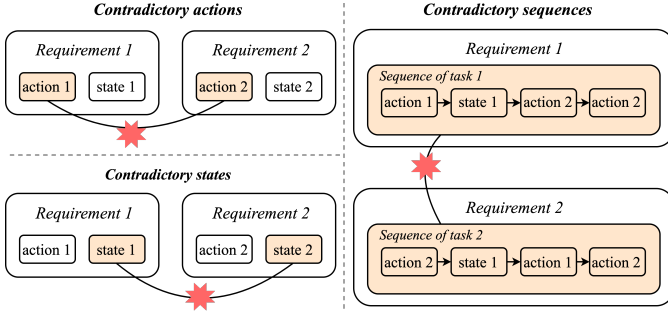 Contradictory actions
Requirement 1
action 1
state 1
Requirement 2
action 2
state 2
Contradictory states
Requirement 1
action 1
state 1
Requirement 2
action 2
state 2
Contradictory sequences
Requirement 1
Sequence of task 1
action 1
state 1
action 2
action 2
Requirement 2
Sequence of task 2
action 2
state 1
action 1
action 2